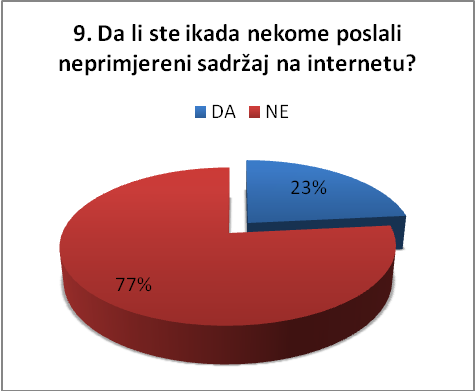 9. Da li ste ikada nekome poslali
neprimjereni sadržaj na internetu?
DA NE
23%
77%